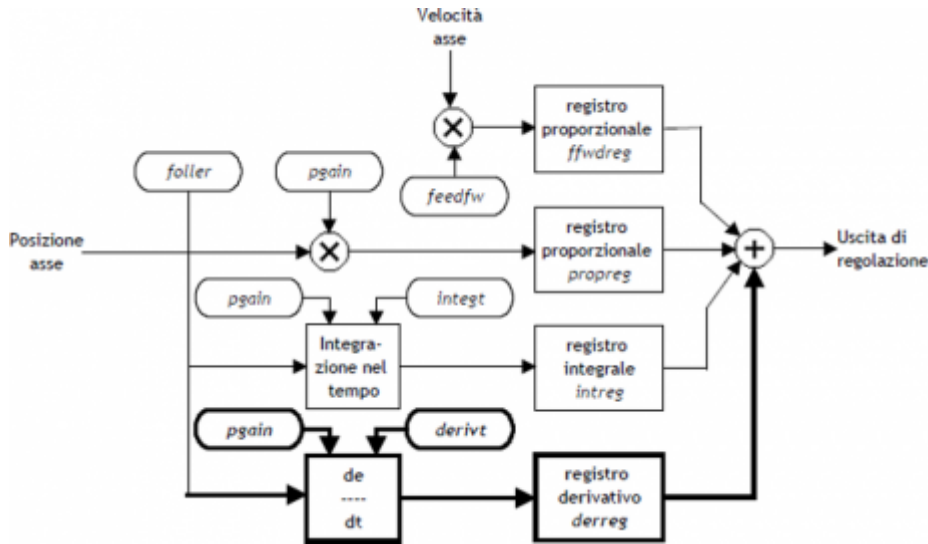 Velocità
asse
registro
proporzionale
ffwdreg
foller
pgain
feedfw
Posizione
asse
registro
proporzionale
propreg
Uscita di
regolazione
pgain
integt
Integra-
zione nel
tempo
registro
integrale
intreg
pgain
derivt
de
----
dt
registro
derivativo
derreg